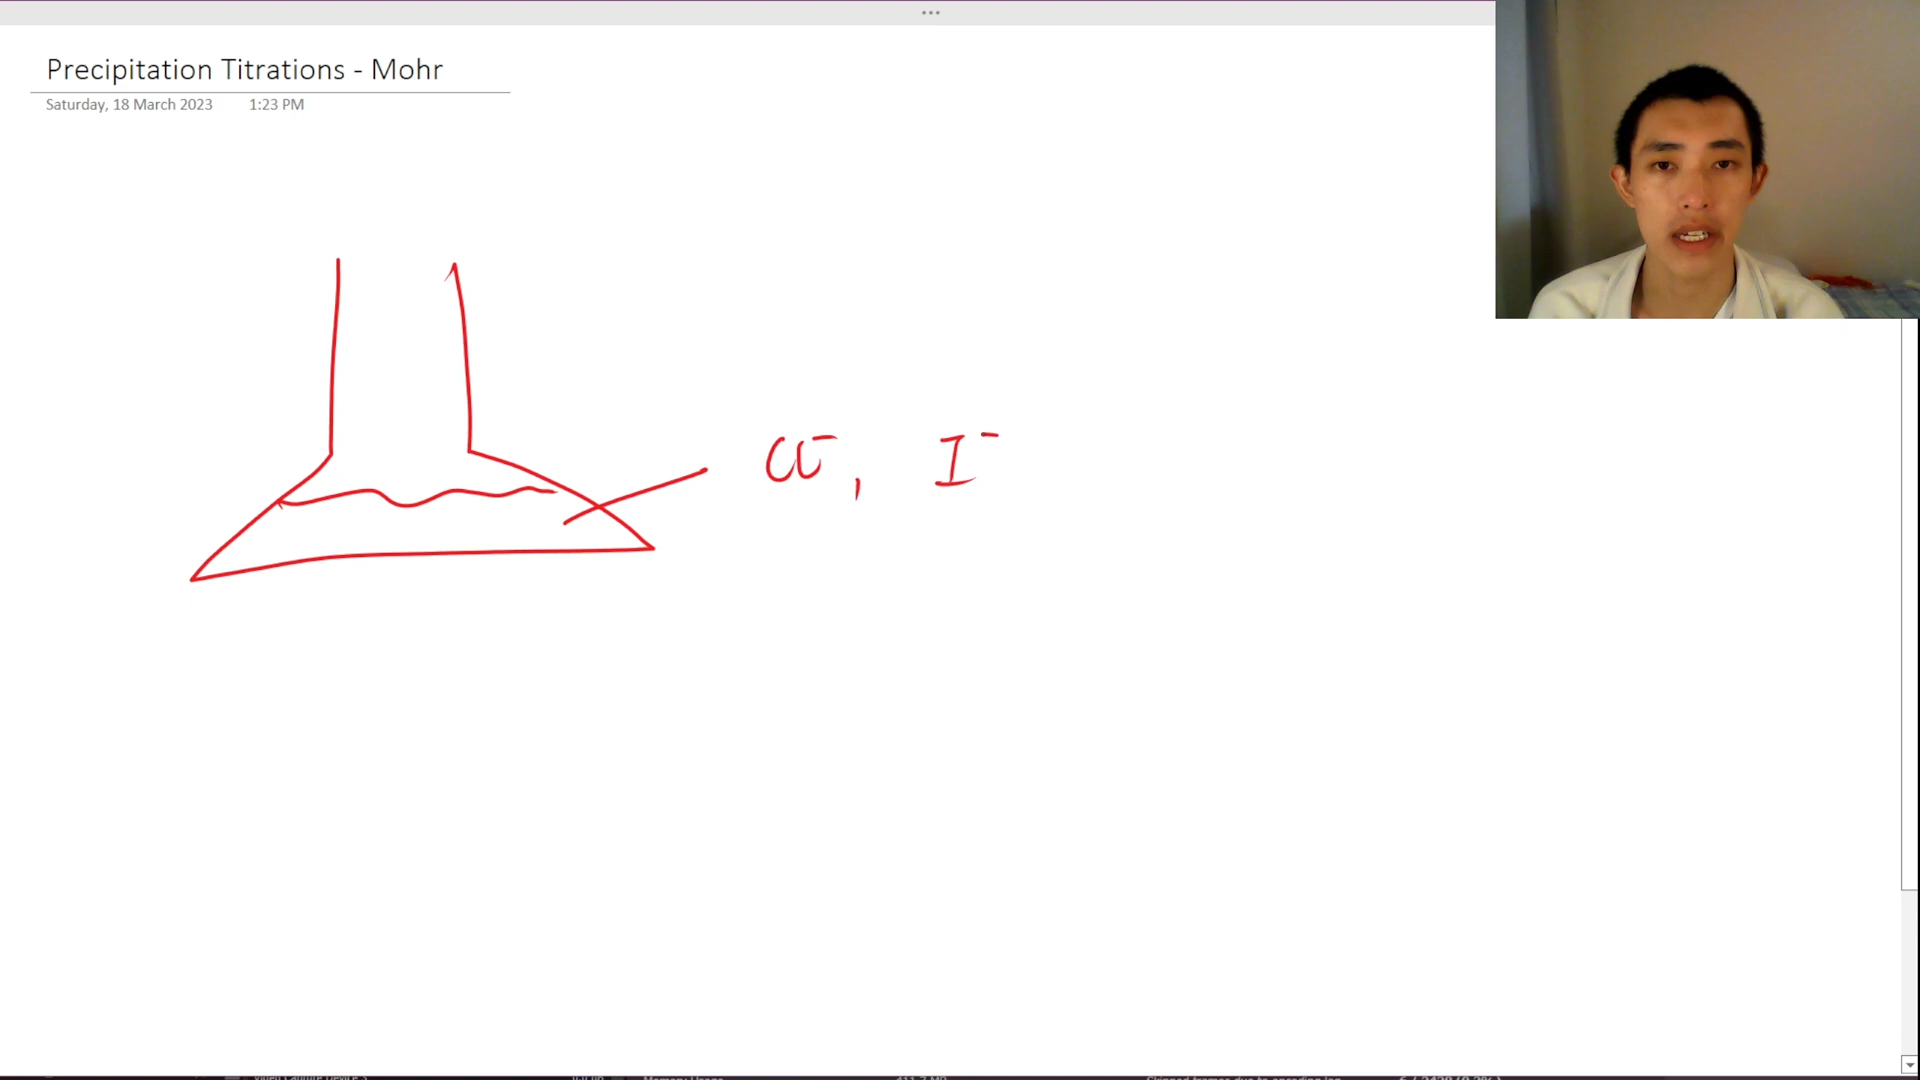 Precipitation Titrations - Mohr
Saturday, 18 March 2023 1:23 PM
Cl⁻, I⁻